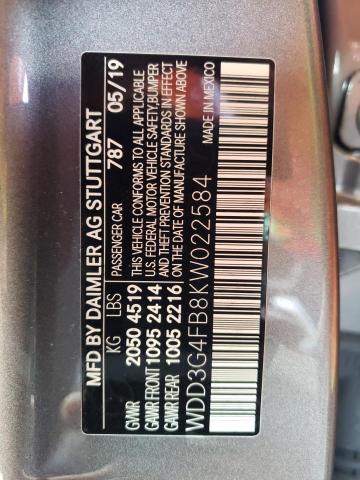 MFD BY DAIMLER AG STUTTGART
PASSENGER CAR 787 05/19
KG LBS
GVWR 2050 4519
GAWR FRONT 1095 2414
GAWR REAR 1005 2216
THIS VEHICLE CONFORMS TO ALL APPLICABLE
U.S. FEDERAL MOTOR VEHICLE SAFETY, BUMPER
AND THEFT PREVENTION STANDARDS IN EFFECT
ON THE DATE OF MANUFACTURE SHOWN ABOVE
WDD3G4FB8KW022584
MADE IN MEXICO